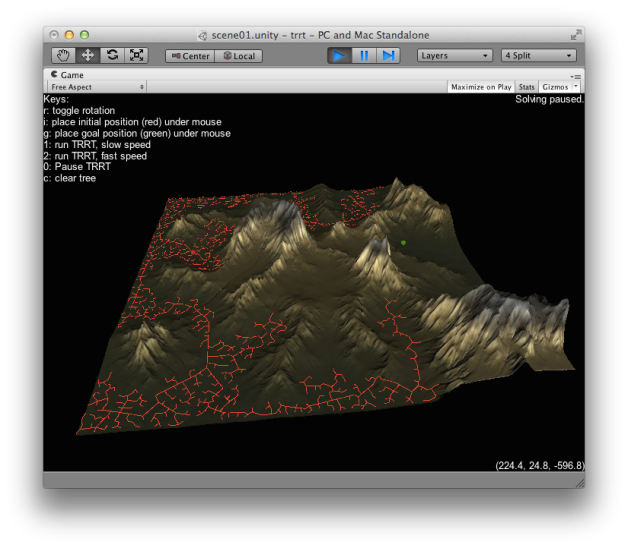 scene01.unity - trrt - PC and Mac Standalone
Center Local Layers 4 Split
Game
Free Aspect Maximize on Play Stats Gizmos
Keys: Solving paused.
r: toggle rotation
i: place initial position (red) under mouse
g: place goal position (green) under mouse
1: run TRRT, slow speed
2: run TRRT, fast speed
0: Pause TRRT
c: clear tree
(224.4, 24.8, -596.8)